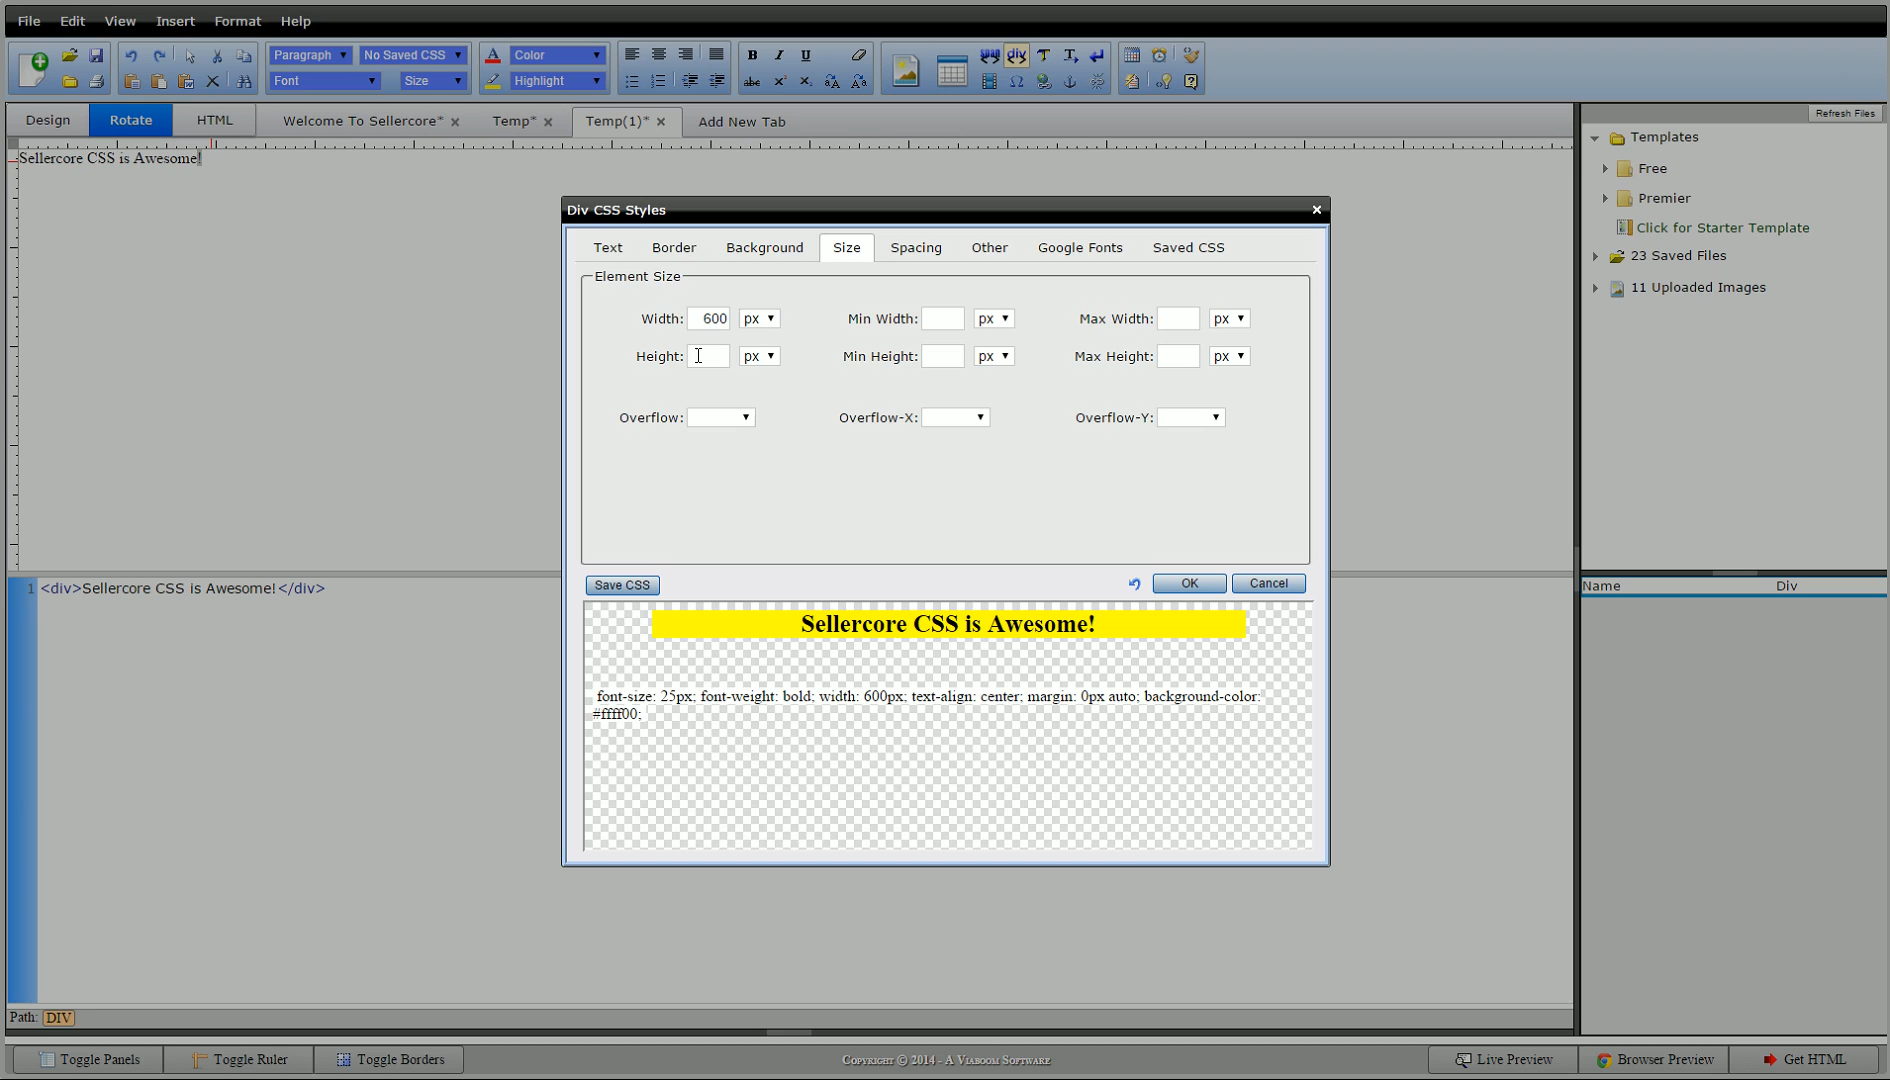 File Edit View Insert Format Help
Paragraph No Saved CSS Color
Font Size Highlight
Design Rotate HTML Welcome To Sellercore* Temp* Temp(1)* Add New Tab
Refresh Files
Sellercore CSS is Awesome!
Templates
Free
Premier
Click for Starter Template
23 Saved Files
11 Uploaded Images
Div CSS Styles
Text Border Background Size Spacing Other Google Fonts Saved CSS
Element Size
Width: 600 px Min Width: px Max Width: px
Height: px Min Height: px Max Height: px
Overflow: Overflow-X: Overflow-Y:
Save CSS OK Cancel
Sellercore CSS is Awesome!
font-size: 25px; font-weight: bold; width: 600px; text-align: center; margin: 0px auto; background-color:
#ffff00;
1 <div>Sellercore CSS is Awesome!</div>
Name Div
Path: DIV
Toggle Panels Toggle Ruler Toggle Borders Copyright © 2014 - A Viaboom Software Live Preview Browser Preview Get HTML